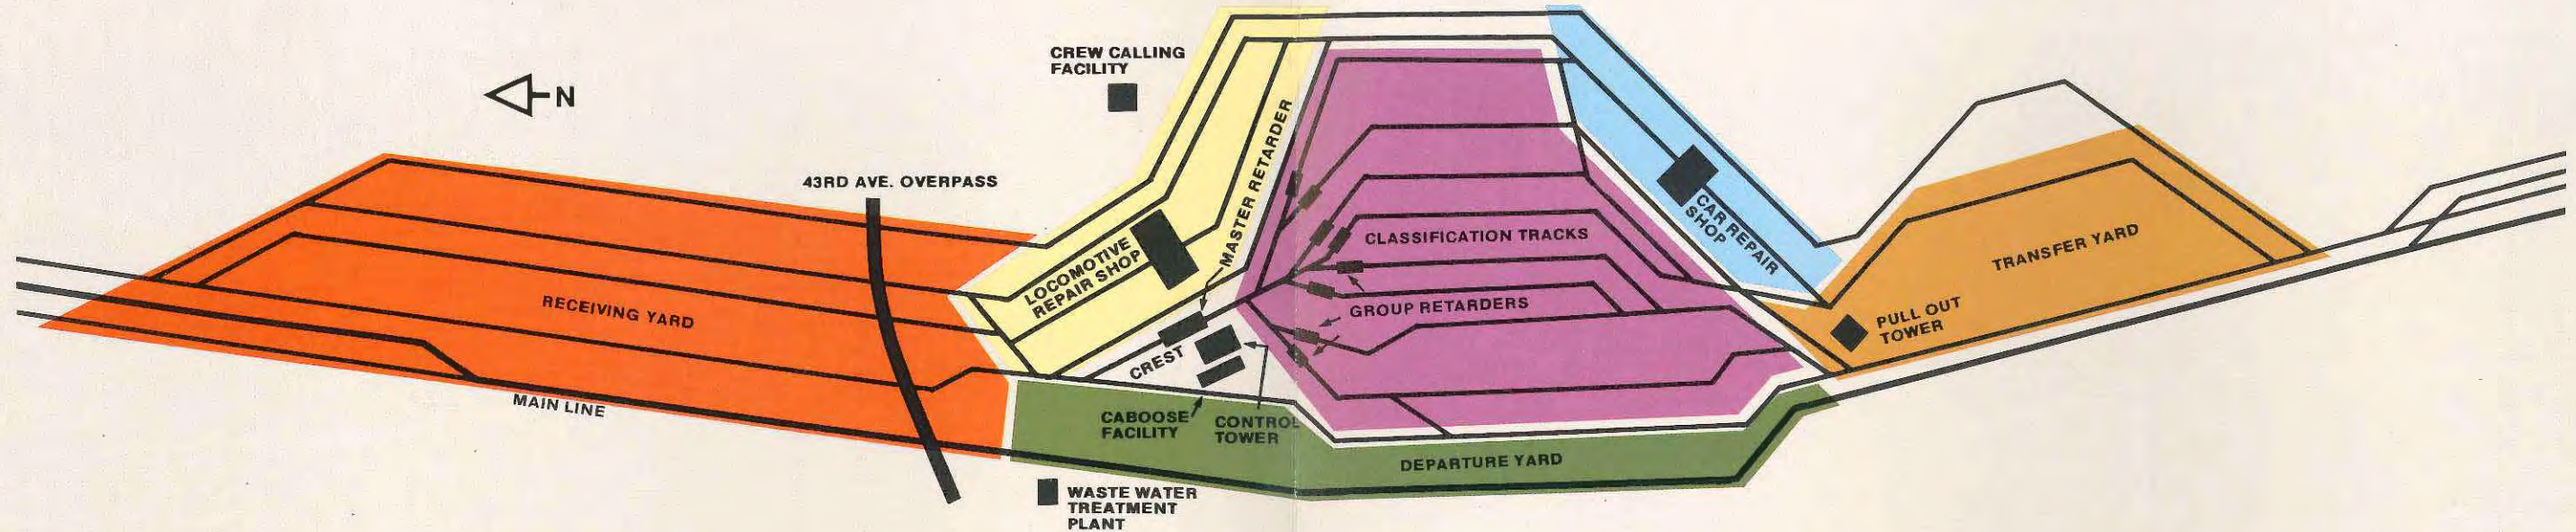 CREW CALLING
FACILITY
N
43RD AVE. OVERPASS
MASTER RETARDER
LOCOMOTIVE
REPAIR SHOP
CLASSIFICATION TRACKS
CAR REPAIR
SHOP
TRANSFER YARD
RECEIVING YARD
GROUP RETARDERS
PULL OUT
TOWER
CREST
MAIN LINE
CABOOSE
FACILITY
CONTROL
TOWER
DEPARTURE YARD
WASTE WATER
TREATMENT
PLANT